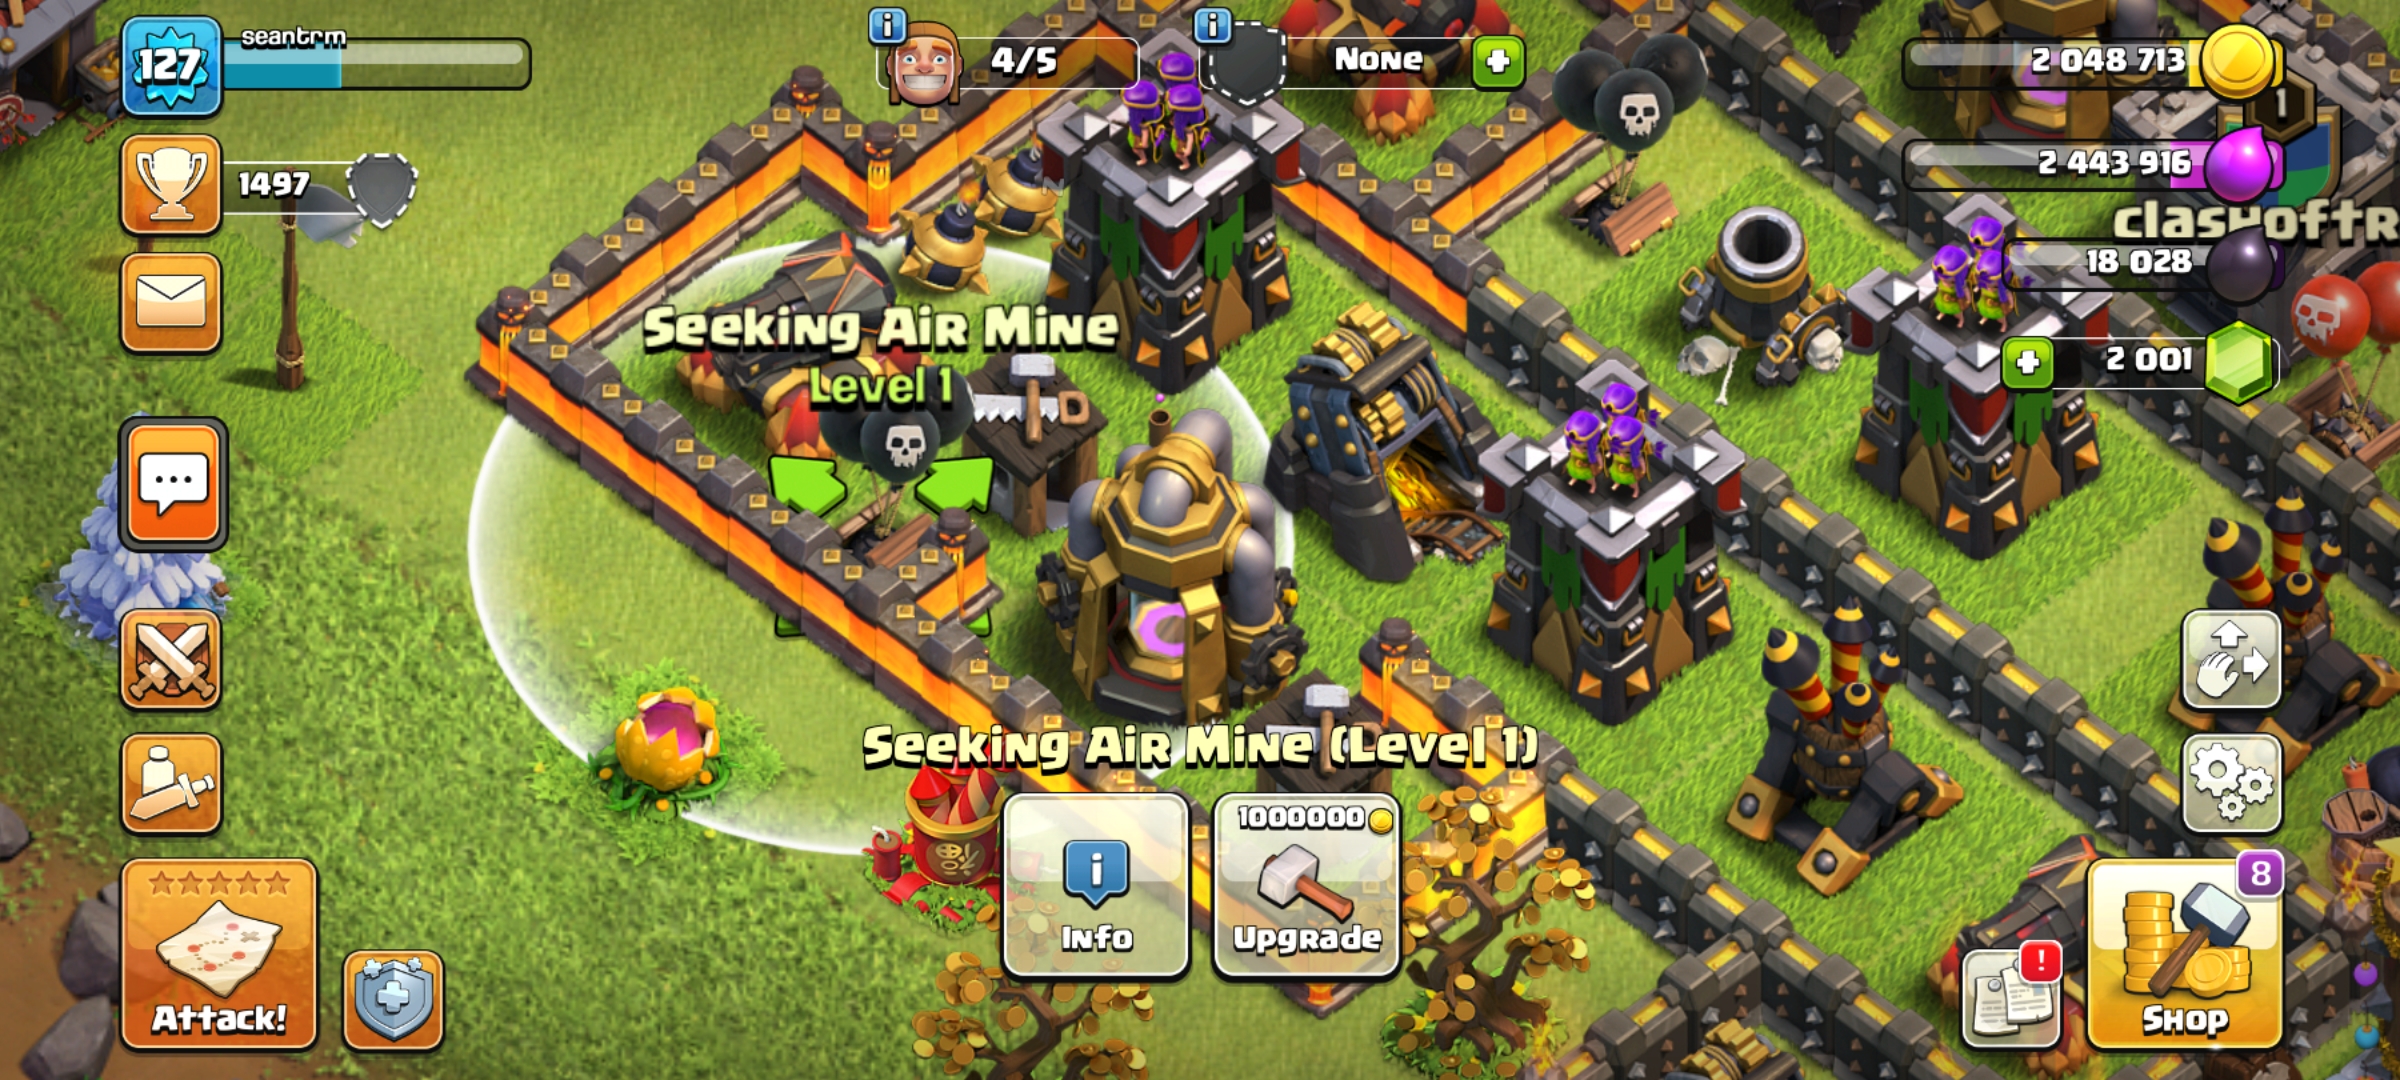 127
seantrm
4/5
None
2 048 713
1
1497
2 443 916
clashoftr
18 028
Seeking Air Mine
Level 1
2 001
Seeking Air Mine (Level 1)
1000000
Info
Upgrade
8
!
Attack!
Shop